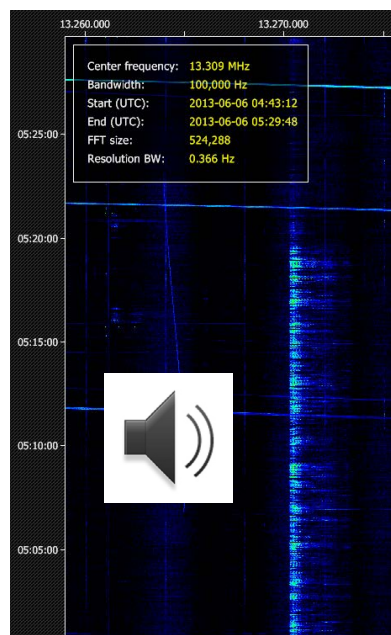 13.260.000 13.270.000
Center frequency: 13.309 MHz
Bandwidth: 100,000 Hz
Start (UTC): 2013-06-06 04:43:12
End (UTC): 2013-06-06 05:29:48
FFT size: 524,288
Resolution BW: 0.366 Hz
05:25:00
05:20:00
05:15:00
05:10:00
05:05:00